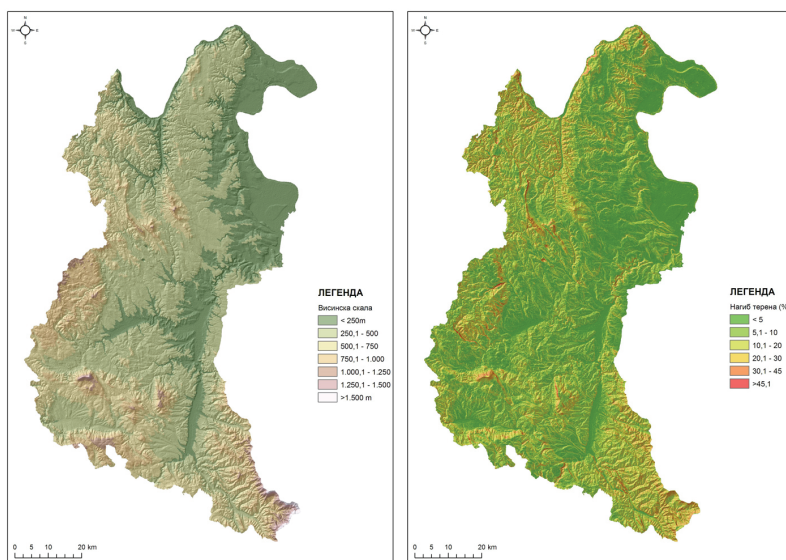 ЛЕГЕНДА
Висинска скала
< 250m
250,1 - 500
500,1 - 750
750,1 - 1.000
1.000,1 - 1.250
1.250,1 - 1.500
>1.500 m
0 5 10 20 km
ЛЕГЕНДА
Нагиб терена (%
< 5
5,1 - 10
10,1 - 20
20,1 - 30
30,1 - 45
>45,1
0 5 10 20 km